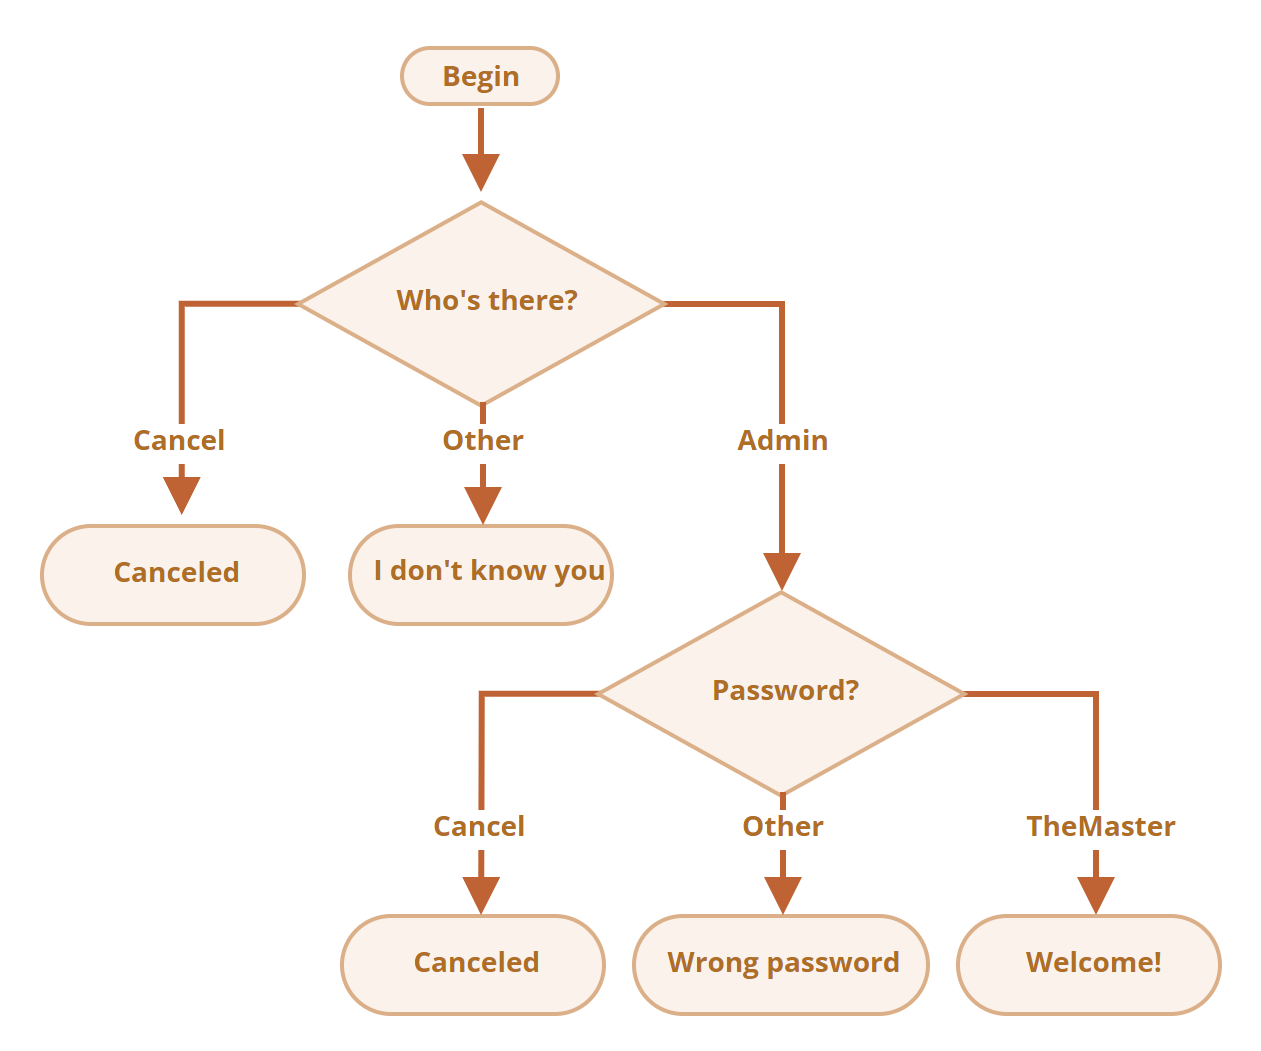 Begin
Who's there?
Cancel
Other
Admin
Canceled
I don't know you
Password?
Cancel
Other
TheMaster
Canceled
Wrong password
Welcome!